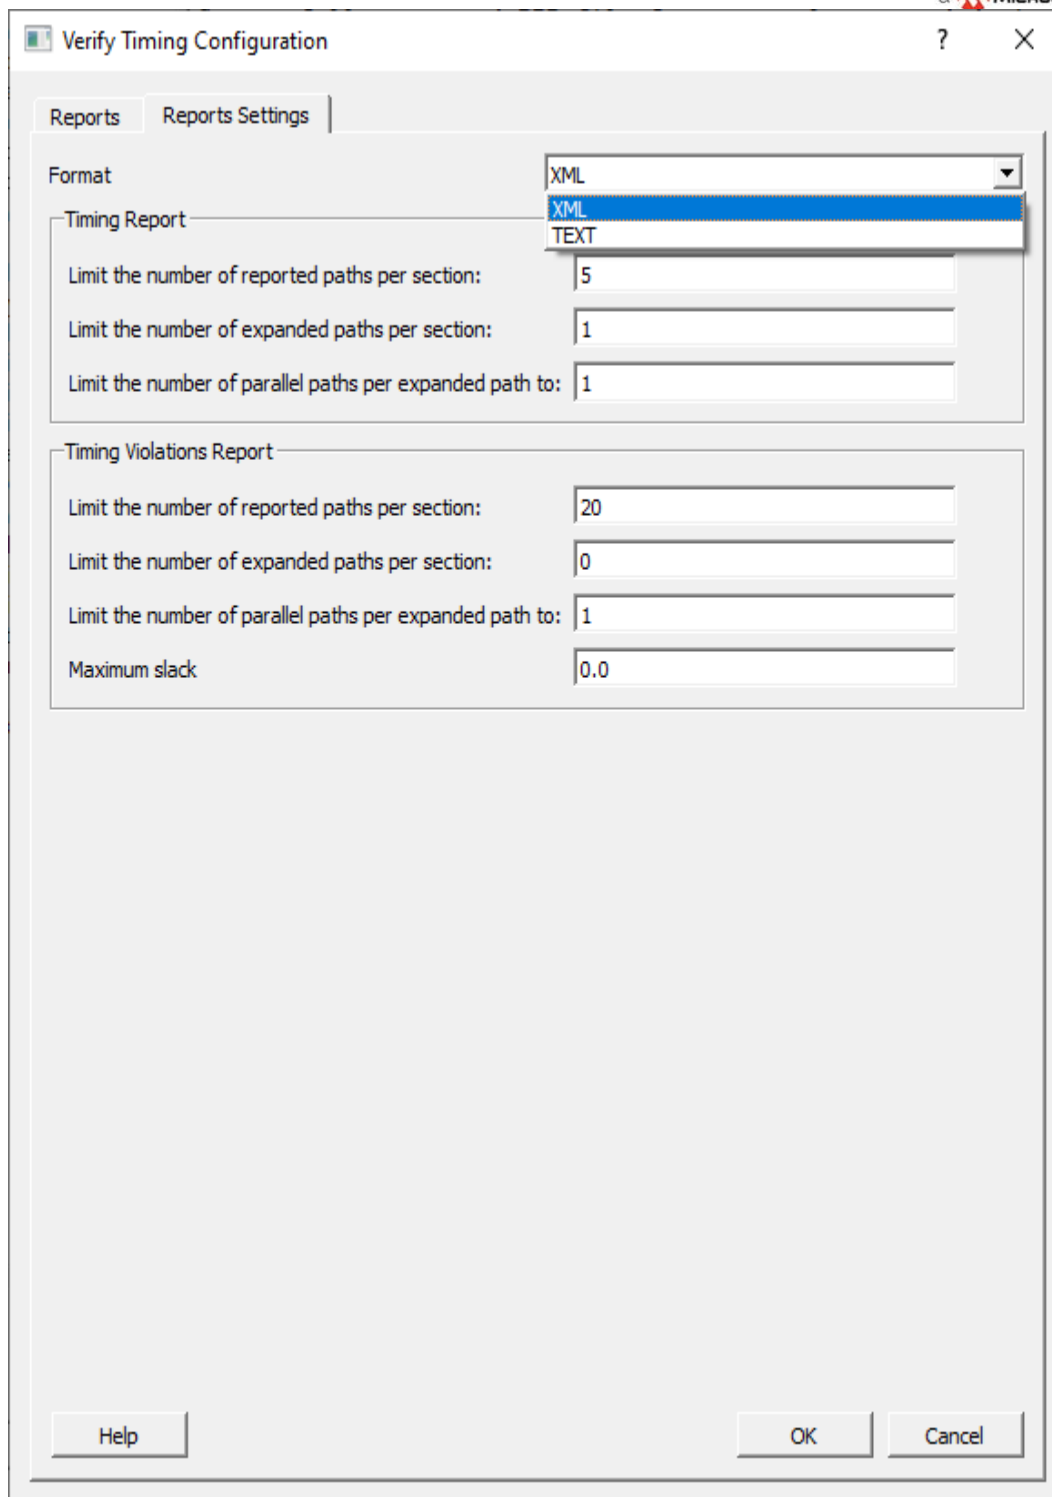 Verify Timing Configuration ?
Reports Reports Settings
Format XML
XML
TEXT
Timing Report
Limit the number of reported paths per section: 5
Limit the number of expanded paths per section: 1
Limit the number of parallel paths per expanded path to: 1
Timing Violations Report
Limit the number of reported paths per section: 20
Limit the number of expanded paths per section: 0
Limit the number of parallel paths per expanded path to: 1
Maximum slack 0.0
Help OK Cancel